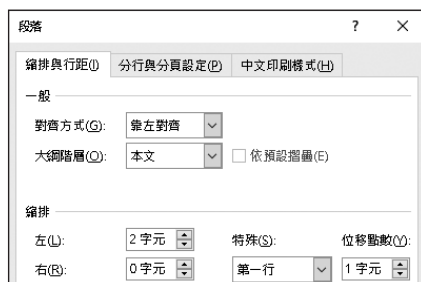 段落 ? ×
縮排與行距(I) 分行與分頁設定(P) 中文印刷樣式(H)
一般
對齊方式(G): 靠左對齊
大綱階層(O): 本文 依預設摺疊(E)
縮排
左(L): 2 字元 特殊(S): 位移點數(Y):
右(R): 0 字元 第一行 1 字元